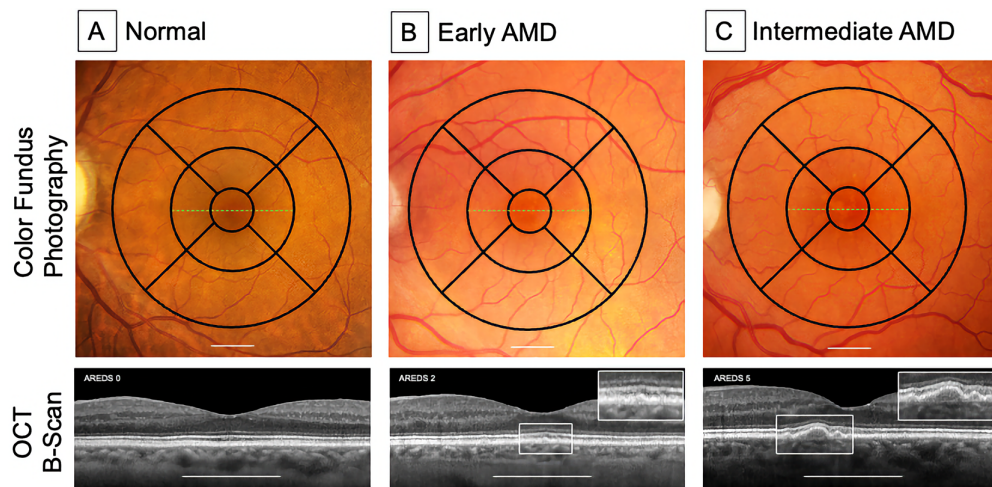 A Normal
B Early AMD
C Intermediate AMD
Color Fundus
Photography
OCT
B-Scan
AREDS 0
AREDS 2
AREDS 5